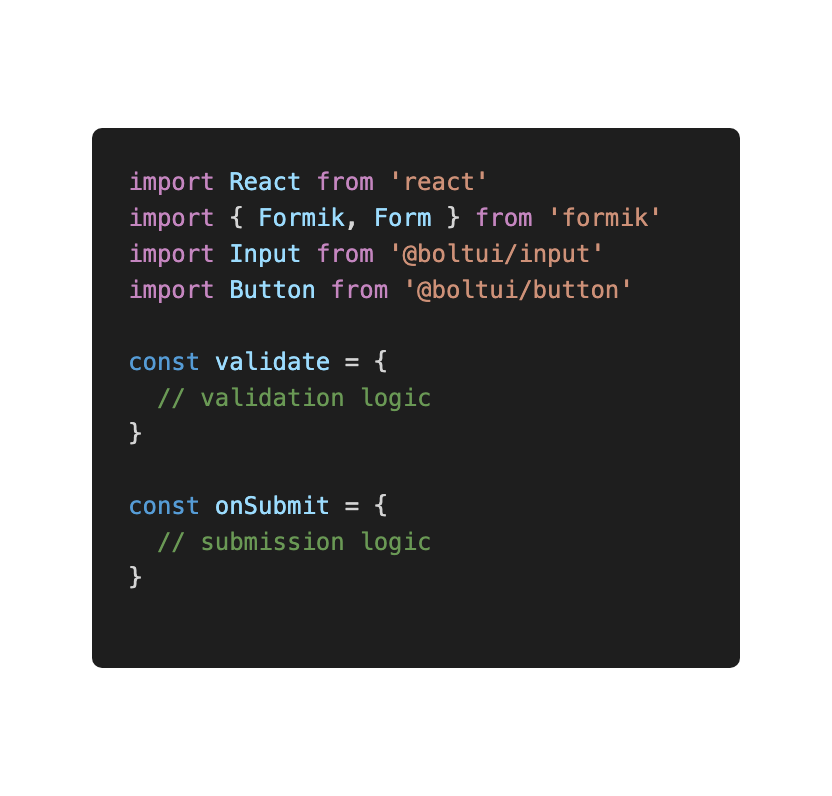 import React from 'react'
import { Formik, Form } from 'formik'
import Input from '@boltui/input'
import Button from '@boltui/button'
const validate = {
// validation logic
}
const onSubmit = {
// submission logic
}